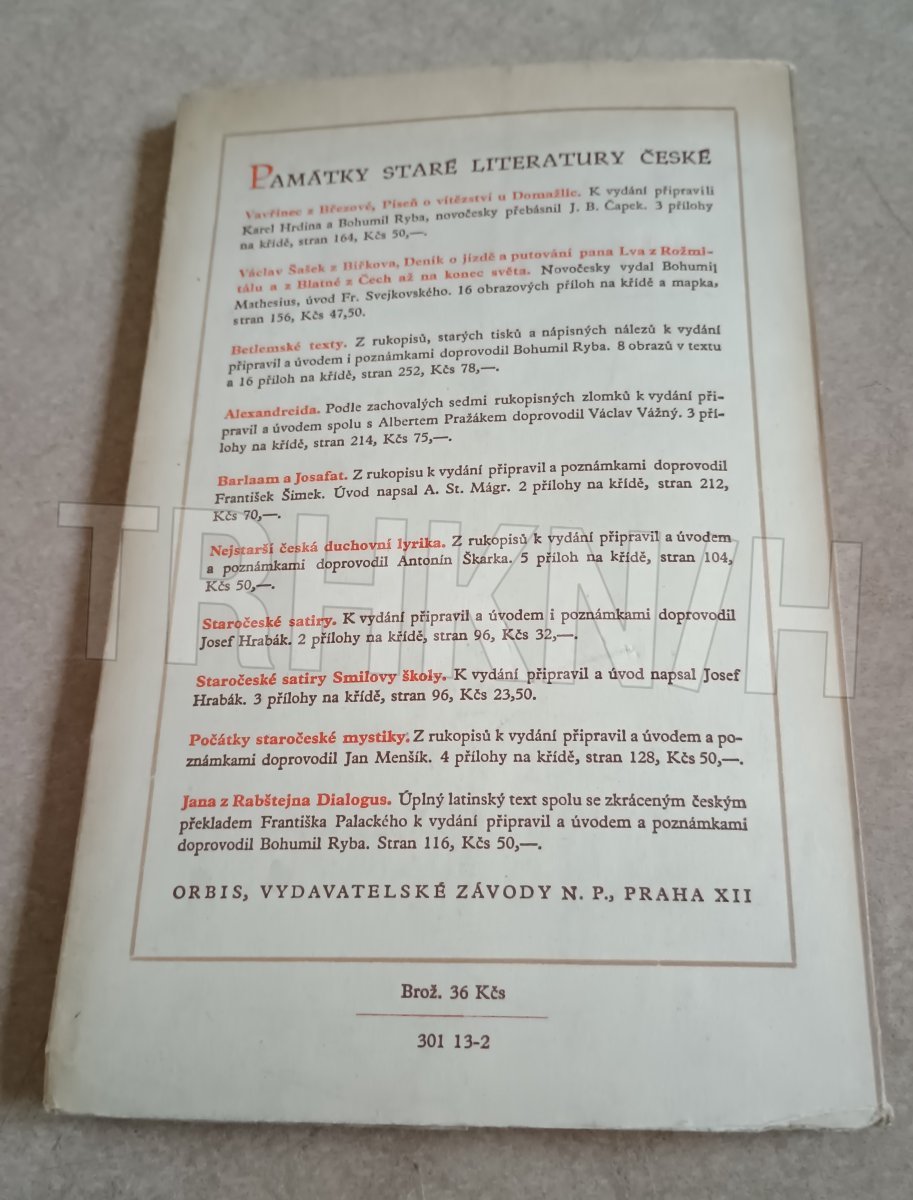 PAMÁTKY STARÉ LITERATURY ČESKÉ
Vavřinec z Březové, Píseň o vítězství u Domažlic. K vydání připravili
Karel Hrdina a Bohumil Ryba, novočesky přebásnil J. B. Čapek. 3 přílohy
na křídě, stran 164, Kčs 50,—.
Václav Šašek z Bířkova, Deník o jízdě a putování pana Lva z Rožmi-
tálu a z Blatné z Čech až na konec světa. Novočesky vydal Bohumil
Mathesius, úvod Fr. Svejkovského. 16 obrazových příloh na křídě a mapka,
stran 156, Kčs 47,50.
Betlemské texty. Z rukopisů, starých tisků a nápisných nálezů k vydání
připravil a úvodem i poznámkami doprovodil Bohumil Ryba. 8 obrazů v textu
a 16 příloh na křídě, stran 252, Kčs 78,—.
Alexandreida. Podle zachovalých sedmi rukopisných zlomků k vydání při-
pravil a úvodem spolu s Albertem Pražákem doprovodil Václav Vážný. 3 pří-
lohy na křídě, stran 214, Kčs 75,—.
Barlaam a Josafat. Z rukopisu k vydání připravil a poznámkami doprovodil
František Šimek. Úvod napsal A. St. Mágr. 2 přílohy na křídě, stran 212,
Kčs 70,—.
Nejstarší česká duchovní lyrika. Z rukopisů k vydání připravil a úvodem
a poznámkami doprovodil Antonín Škarka. 5 příloh na křídě, stran 104,
Kčs 50,—.
Staročeské satiry. K vydání připravil a úvodem i poznámkami doprovodil
Josef Hrabák. 2 přílohy na křídě, stran 96, Kčs 32,—.
Staročeské satiry Smilovy školy. K vydání připravil a úvod napsal Josef
Hrabák. 3 přílohy na křídě, stran 96, Kčs 23,50.
Počátky staročeské mystiky. Z rukopisů k vydání připravil a úvodem a po-
známkami doprovodil Jan Menšík. 4 přílohy na křídě, stran 128, Kčs 50,—.
Jana z Rabštejna Dialogus. Úplný latinský text spolu se zkráceným českým
překladem Františka Palackého k vydání připravil a úvodem a poznámkami
doprovodil Bohumil Ryba. Stran 116, Kčs 50,—.
ORBIS, VYDAVATELSKÉ ZÁVODY N. P., PRAHA XII
Brož. 36 Kčs
301 13-2
TRHKNIH